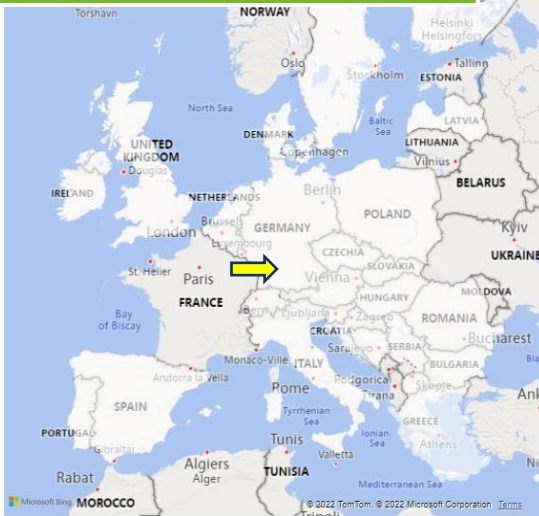 Torshavn
NORWAY
Helsinki
Helsingfors
Oslo
Stockholm
Tallinn
ESTONIA
North Sea
Baltic
Sea
LATVIA
DENMARK
Copenhagen
LITHUANIA
Vilnius
UNITED
KINGDOM
Douglas
IRELAND
BELARUS
NETHERLANDS
Berlin
POLAND
London
Brussels
GERMANY
Luxembourg
Kyiv
UKRAINE
CZECHIA
SLOVAKIA
St. Helier
Paris
Vienna
MOLDOVA
FRANCE
HUNGARY
Bern
Ljubljana
Zagreb
ROMANIA
Bay
of Biscay
CROATIA
Bucharest
Sarajevo
SERBIA
Monaco-Ville
ITALY
BULGARIA
Andorra la Vella
Podgorica
Skopje
Rome
Tirana
SPAIN
Tyrrhenian
Sea
GREECE
PORTUGAL
Ionian
Sea
Athens
Gibraltar
Tunis
Algiers
Alger
Valletta
Rabat
TUNISIA
Mediterranean Sea
Microsoft Bing
MOROCCO
© 2022 TomTom, © 2022 Microsoft Corporation Terms
Tripoli